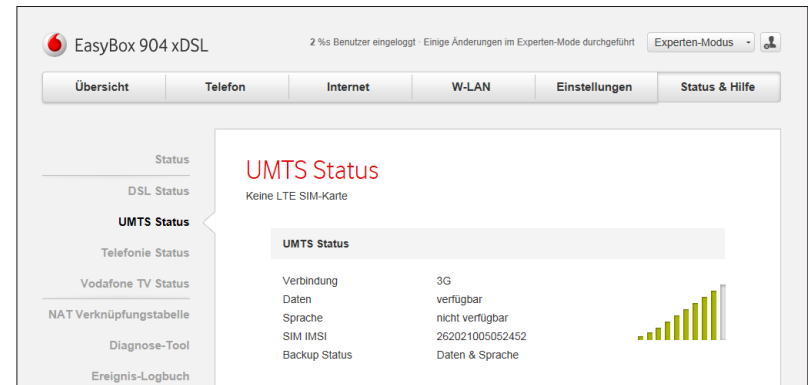 EasyBox 904 xDSL
2 %s Benutzer eingeloggt · Einige Änderungen im Experten-Mode durchgeführt
Experten-Modus
Übersicht Telefon Internet W-LAN Einstellungen Status & Hilfe
Status
DSL Status
UMTS Status
Telefonie Status
Vodafone TV Status
NAT Verknüpfungstabelle
Diagnose-Tool
Ereignis-Logbuch
UMTS Status
Keine LTE SIM-Karte
UMTS Status
Verbindung 3G
Daten verfügbar
Sprache nicht verfügbar
SIM IMSI 262021005052452
Backup Status Daten & Sprache